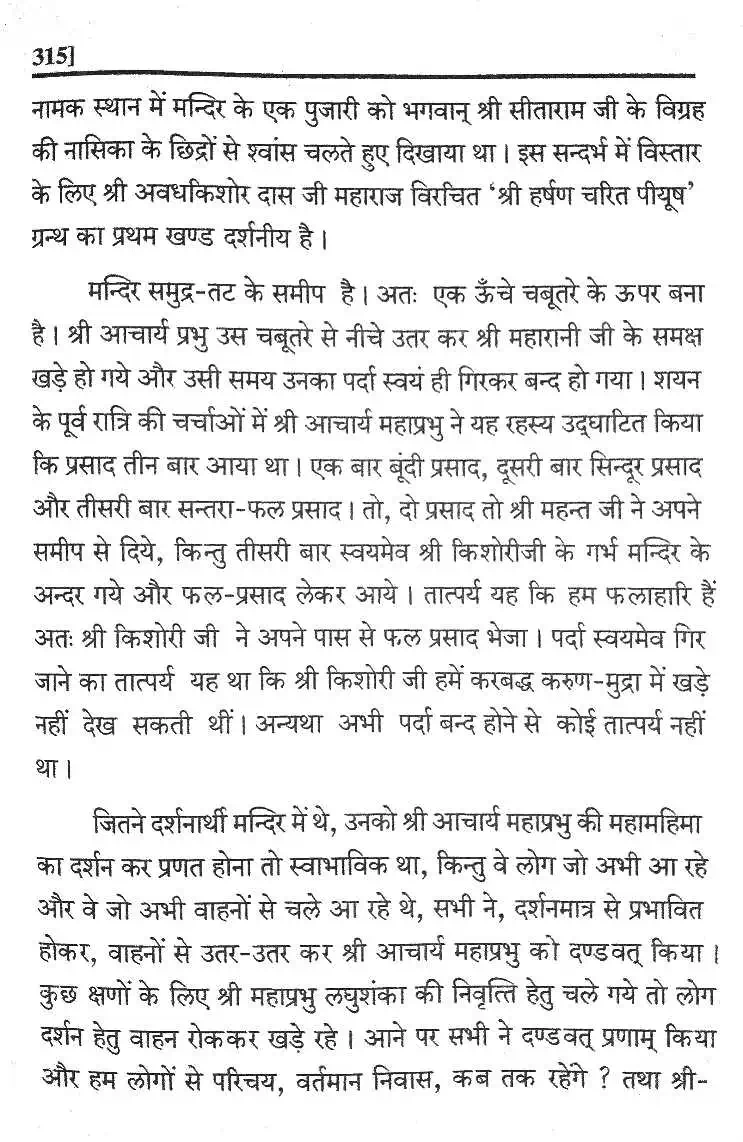 315]
नामक स्थान में मन्दिर के एक पुजारी को भगवान् श्री सीताराम जी के विग्रह
की नासिका के छिद्रों से श्वांस चलते हुए दिखाया था । इस सन्दर्भ में विस्तार
के लिए श्री अवधकिशोर दास जी महाराज विरचित ‘श्री हर्षण चरित पीयूष’
ग्रन्थ का प्रथम खण्ड दर्शनीय है ।
मन्दिर समुद्र-तट के समीप है । अतः एक ऊँचे चबूतरे के ऊपर बना
है । श्री आचार्य प्रभु उस चबूतरे से नीचे उतर कर श्री महारानी जी के समक्ष
खड़े हो गये और उसी समय उनका पर्दा स्वयं ही गिरकर बन्द हो गया । शयन
के पूर्व रात्रि की चर्चाओं में श्री आचार्य महाप्रभु ने यह रहस्य उद्घाटित किया
कि प्रसाद तीन बार आया था । एक बार बूंदी प्रसाद, दूसरी बार सिन्दूर प्रसाद
और तीसरी बार सन्तरा-फल प्रसाद । तो, दो प्रसाद तो श्री महन्त जी ने अपने
समीप से दिये, किन्तु तीसरी बार स्वयमेव श्री किशोरीजी के गर्भ मन्दिर के
अन्दर गये और फल-प्रसाद लेकर आये । तात्पर्य यह कि हम फलाहारि हैं
अतः श्री किशोरी जी ने अपने पास से फल प्रसाद भेजा । पर्दा स्वयमेव गिर
जाने का तात्पर्य यह था कि श्री किशोरी जी हमें करबद्ध करुण-मुद्रा में खड़े
नहीं देख सकती थीं । अन्यथा अभी पर्दा बन्द होने से कोई तात्पर्य नहीं
था ।
जितने दर्शनार्थी मन्दिर में थे, उनको श्री आचार्य महाप्रभु की महामहिमा
का दर्शन कर प्रणत होना तो स्वाभाविक था, किन्तु वे लोग जो अभी आ रहे
और वे जो अभी वाहनों से चले आ रहे थे, सभी ने, दर्शनमात्र से प्रभावित
होकर, वाहनों से उतर-उतर कर श्री आचार्य महाप्रभु को दण्डवत् किया ।
कुछ क्षणों के लिए श्री महाप्रभु लघुशंका की निवृत्ति हेतु चले गये तो लोग
दर्शन हेतु वाहन रोककर खड़े रहे । आने पर सभी ने दण्डवत् प्रणाम् किया
और हम लोगों से परिचय, वर्तमान निवास, कब तक रहेंगे ? तथा श्री-